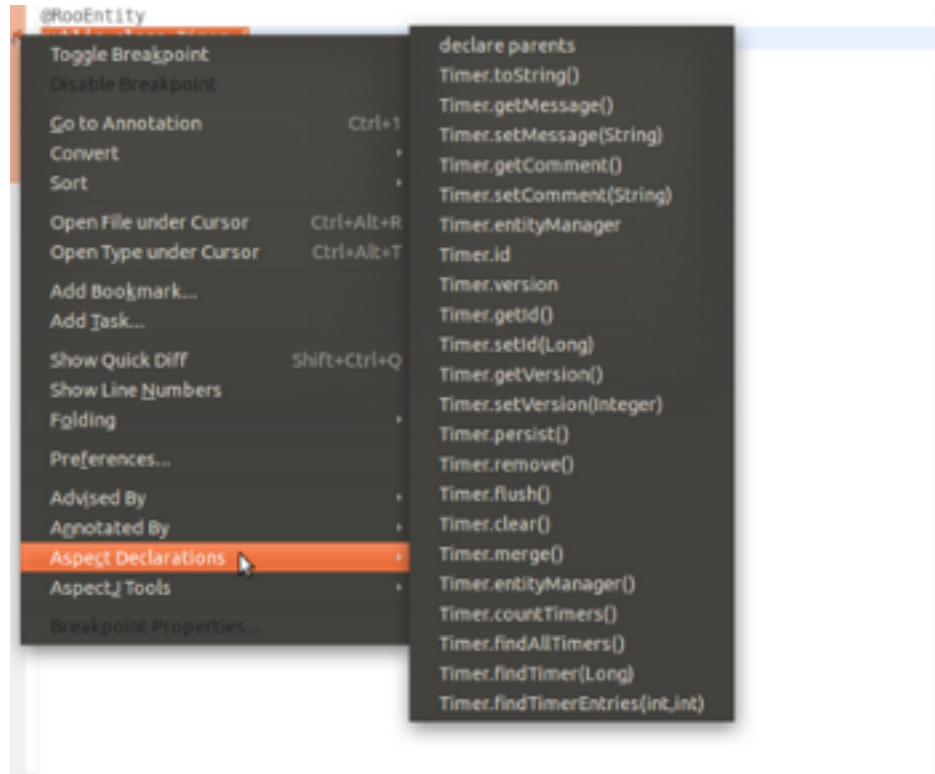 @RooEntity
Toggle Breakpoint
Disable Breakpoint
Go to Annotation Ctrl+1
Convert
Sort
Open File under Cursor Ctrl+Alt+R
Open Type under Cursor Ctrl+Alt+T
Add Bookmark...
Add Task...
Show Quick Diff Shift+Ctrl+Q
Show Line Numbers
Folding
Preferences...
Advised By
Annotated By
Aspect Declarations
AspectJ Tools
Breakpoint Properties...
declare parents
Timer.toString()
Timer.getMessage()
Timer.setMessage(String)
Timer.getComment()
Timer.setComment(String)
Timer.entityManager
Timer.id
Timer.version
Timer.getId()
Timer.setId(Long)
Timer.getVersion()
Timer.setVersion(Integer)
Timer.persist()
Timer.remove()
Timer.flush()
Timer.clear()
Timer.merge()
Timer.entityManager()
Timer.countTimers()
Timer.findAllTimers()
Timer.findTimer(Long)
Timer.findTimerEntries(int,int)